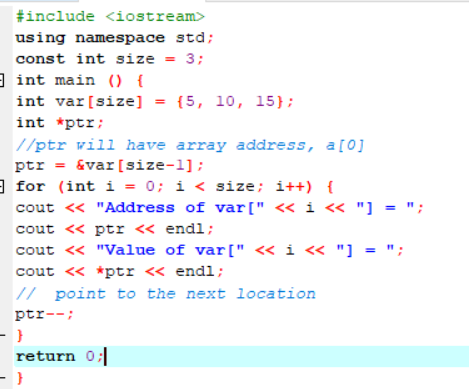 #include <iostream>
using namespace std;
const int size = 3;
int main () {
int var[size] = {5, 10, 15};
int *ptr;
//ptr will have array address, a[0]
ptr = &var[size-1];
for (int i = 0; i < size; i++) {
cout << "Address of var[" << i << "] = ";
cout << ptr << endl;
cout << "Value of var[" << i << "] = ";
cout << *ptr << endl;
//  point to the next location
ptr--;
}
return 0;
}